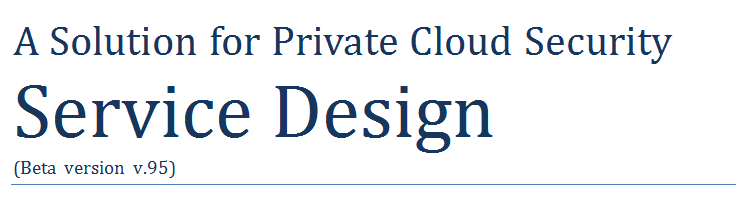 A Solution for Private Cloud Security
Service Design
(Beta version v.95)